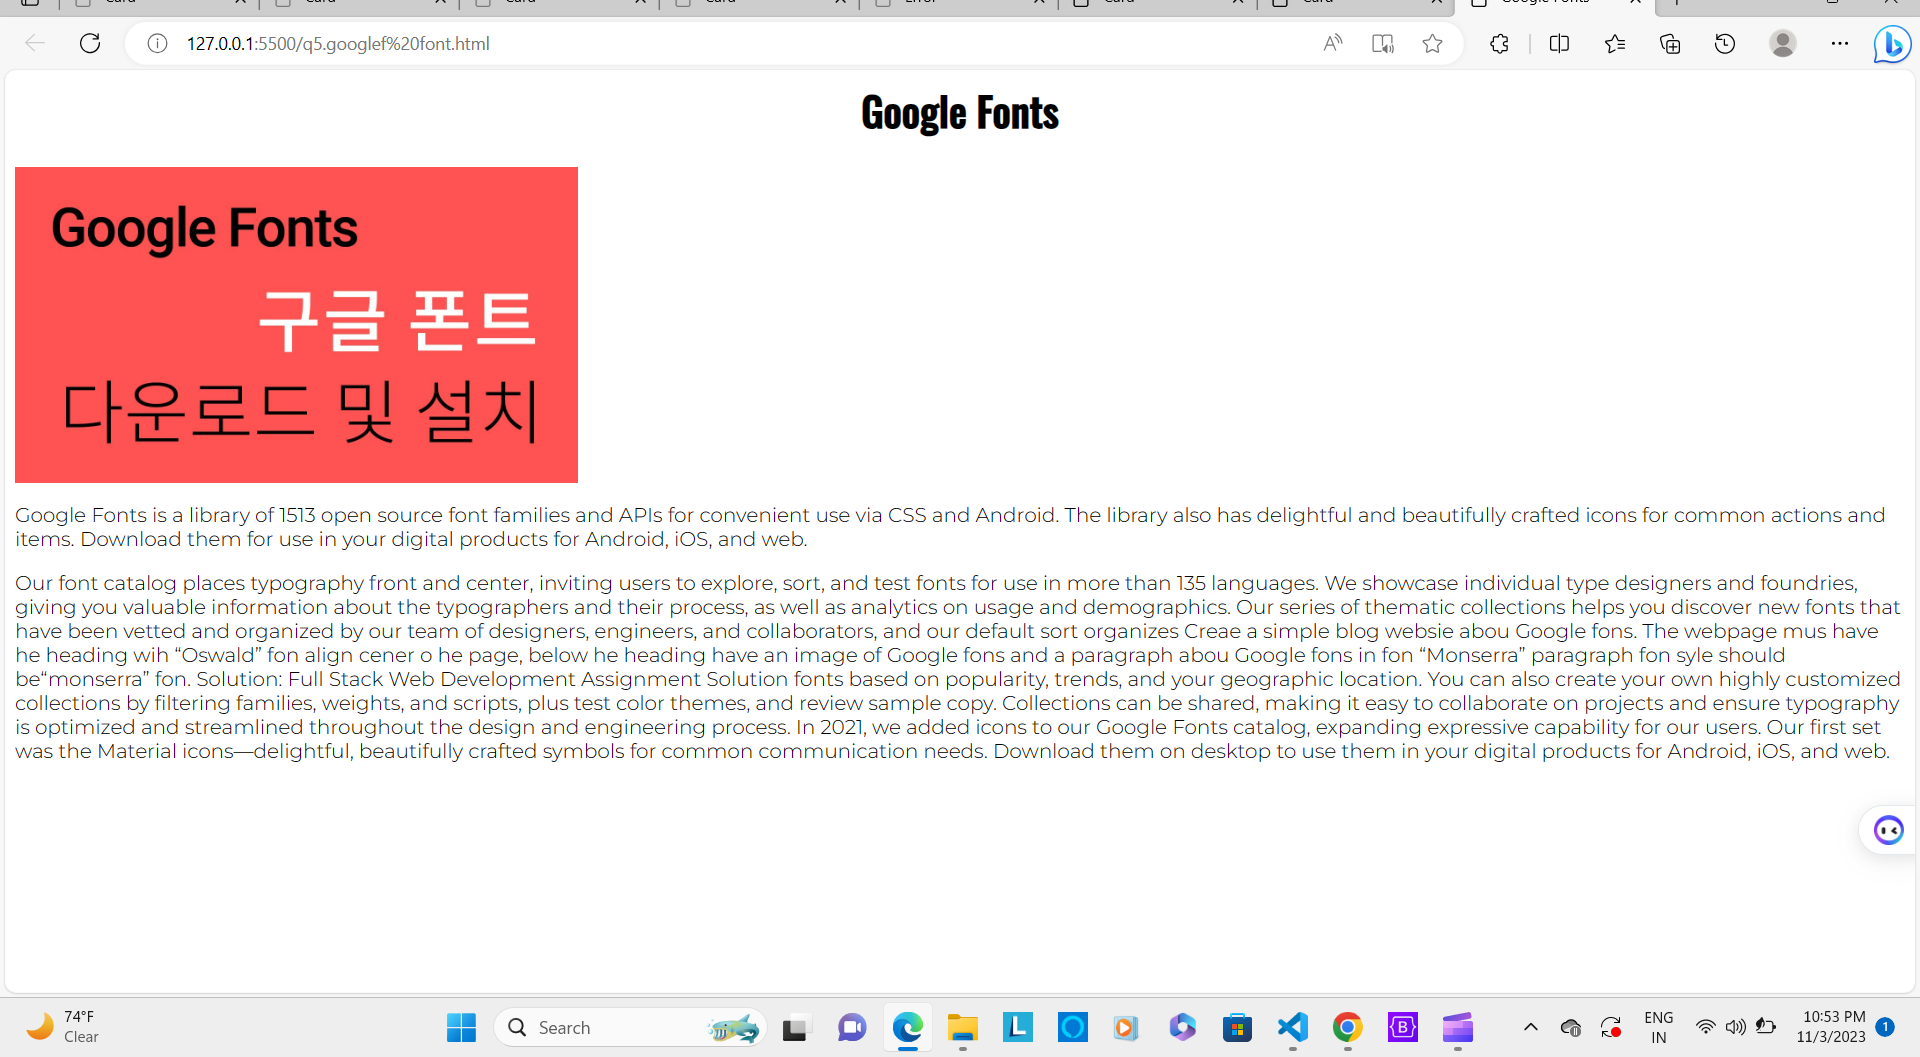 127.0.0.1:5500/q5.googlef%20font.html
Google Fonts
Google Fonts
구글 폰트
다운로드 및 설치
Google Fonts is a library of 1513 open source font families and APIs for convenient use via CSS and Android. The library also has delightful and beautifully crafted icons for common actions and
items. Download them for use in your digital products for Android, iOS, and web.
Our font catalog places typography front and center, inviting users to explore, sort, and test fonts for use in more than 135 languages. We showcase individual type designers and foundries,
giving you valuable information about the typographers and their process, as well as analytics on usage and demographics. Our series of thematic collections helps you discover new fonts that
have been vetted and organized by our team of designers, engineers, and collaborators, and our default sort organizes Creae a simple blog websie abou Google fons. The webpage mus have
he heading wih “Oswald” fon align cener o he page, below he heading have an image of Google fons and a paragraph abou Google fons in fon “Monserra” paragraph fon syle should
be“monserra” fon. Solution: Full Stack Web Development Assignment Solution fonts based on popularity, trends, and your geographic location. You can also create your own highly customized
collections by filtering families, weights, and scripts, plus test color themes, and review sample copy. Collections can be shared, making it easy to collaborate on projects and ensure typography
is optimized and streamlined throughout the design and engineering process. In 2021, we added icons to our Google Fonts catalog, expanding expressive capability for our users. Our first set
was the Material icons—delightful, beautifully crafted symbols for common communication needs. Download them on desktop to use them in your digital products for Android, iOS, and web.
74°F
Clear
Search
ENG
IN
10:53 PM
11/3/2023
1